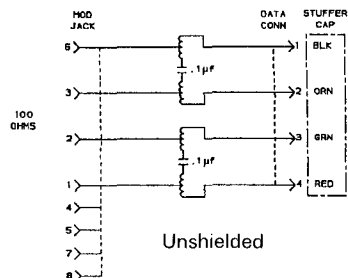 MOD JACK
DATA CONN
STUFFER CAP
6 1 BLK
.1µf
3 2 ORN
100 OHMS
2 3 GRN
.1µf
1 4 RED
4
5
7
8
Unshielded